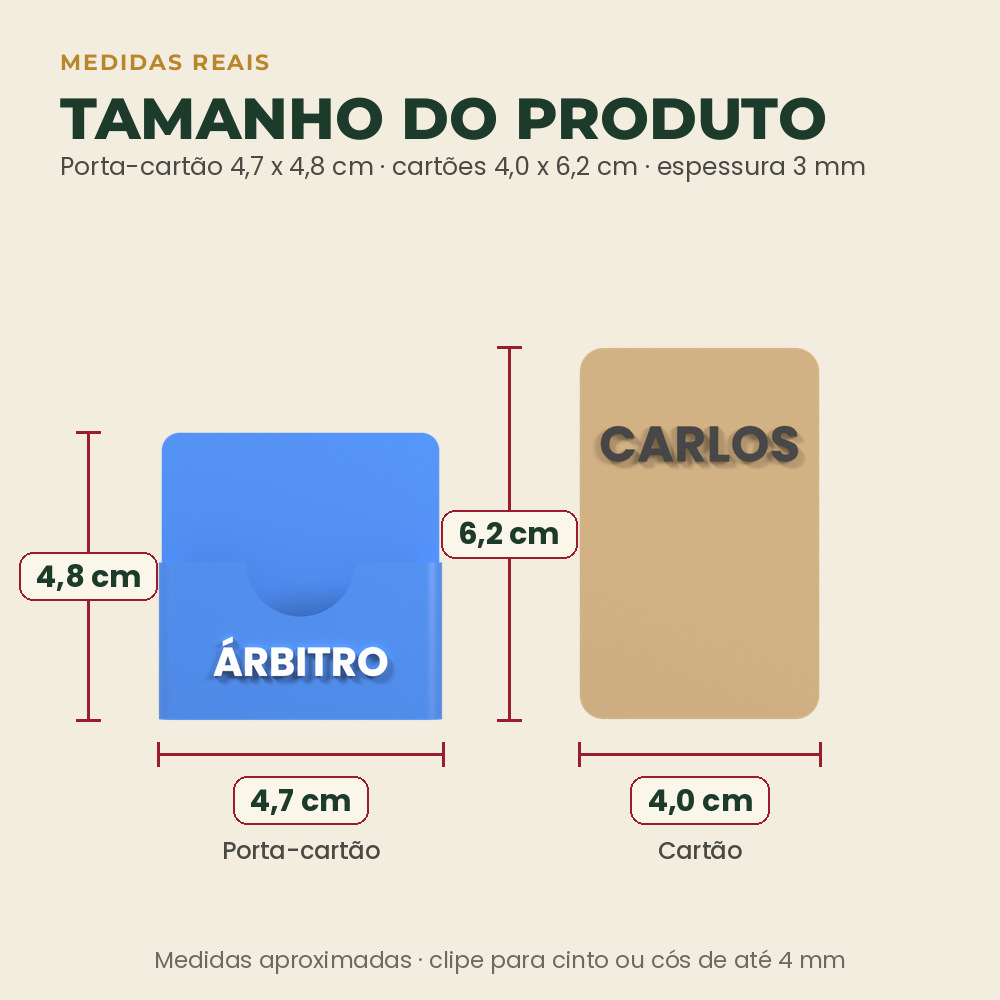 MEDIDAS REAIS
TAMANHO DO PRODUTO
Porta-cartão 4,7 x 4,8 cm · cartões 4,0 x 6,2 cm · espessura 3 mm
CARLOS
6,2 cm
4,8 cm
ÁRBITRO
4,7 cm
4,0 cm
Porta-cartão
Cartão
Medidas aproximadas · clipe para cinto ou cós de até 4 mm